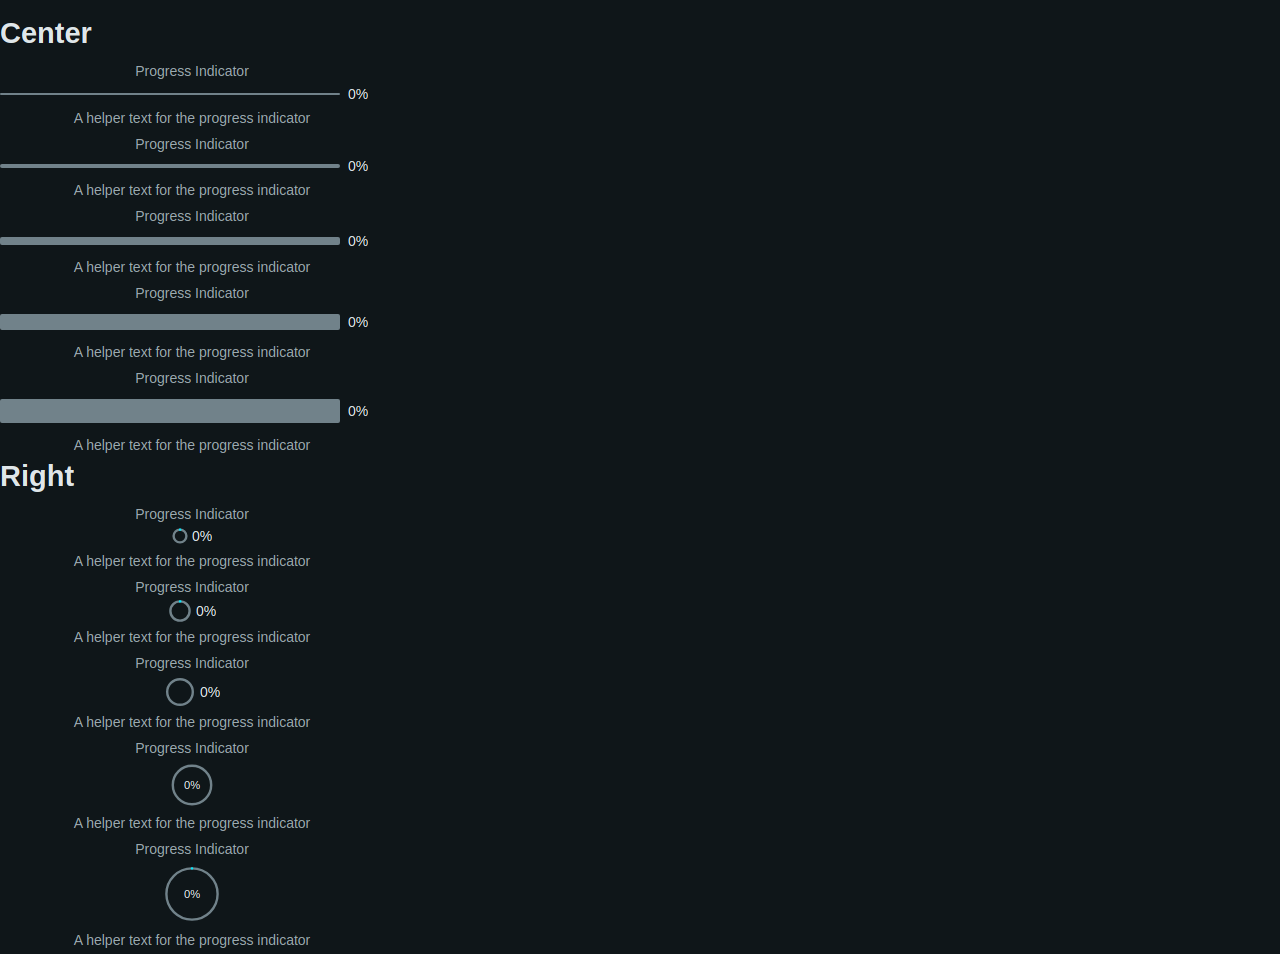 Center
Progress Indicator
0%
A helper text for the progress indicator
Progress Indicator
0%
A helper text for the progress indicator
Progress Indicator
0%
A helper text for the progress indicator
Progress Indicator
0%
A helper text for the progress indicator
Progress Indicator
0%
A helper text for the progress indicator
Right
Progress Indicator
0%
A helper text for the progress indicator
Progress Indicator
0%
A helper text for the progress indicator
Progress Indicator
0%
A helper text for the progress indicator
Progress Indicator
0%
A helper text for the progress indicator
Progress Indicator
0%
A helper text for the progress indicator